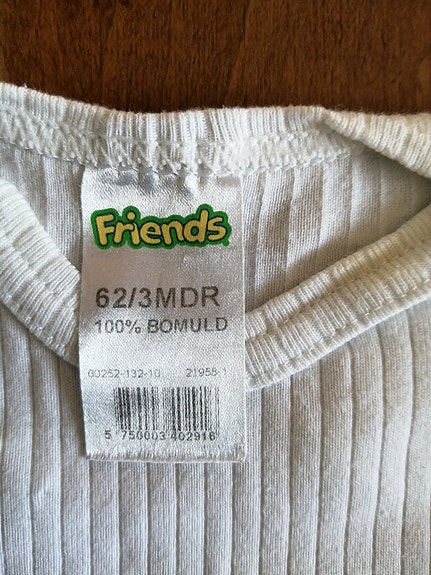 Friends
62/3MDR
100% BOMULD
60252-132-10 21958-1
5 750003 402916